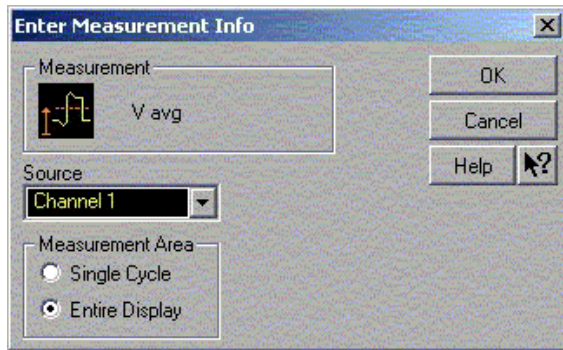 Enter Measurement Info
Measurement
V avg
OK
Cancel
Help
Source
Channel 1
Measurement Area
Single Cycle
Entire Display